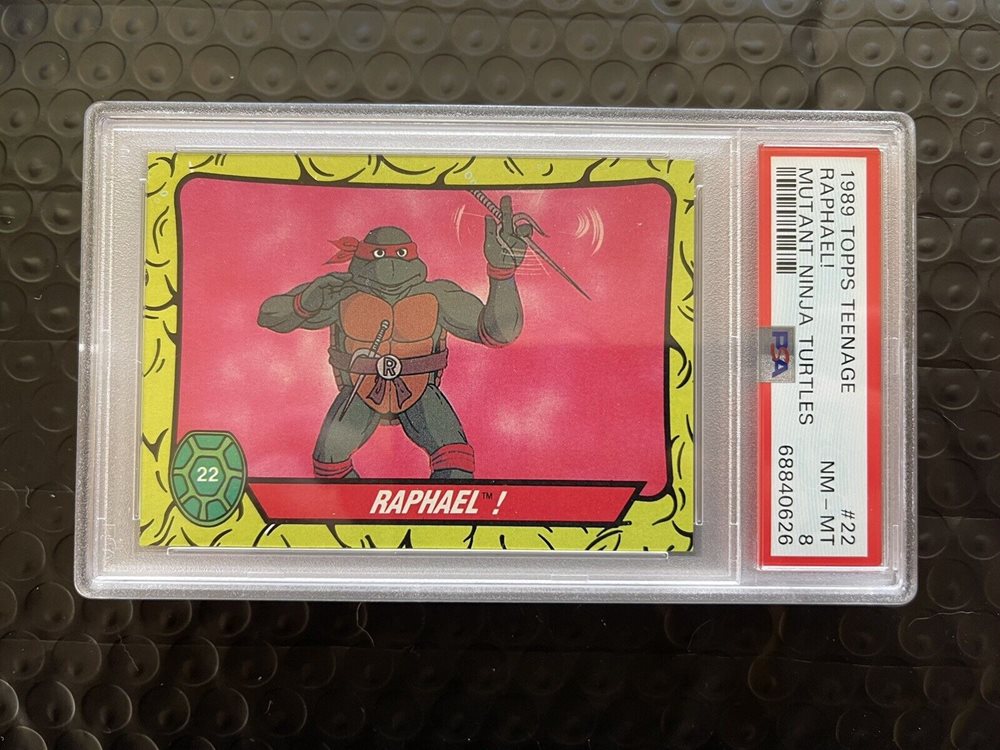 R
22
RAPHAEL™!
1989 TOPPS TEENAGE #22
RAPHAEL! NM – MT
MUTANT NINJA TURTLES 8
68840626
PSA